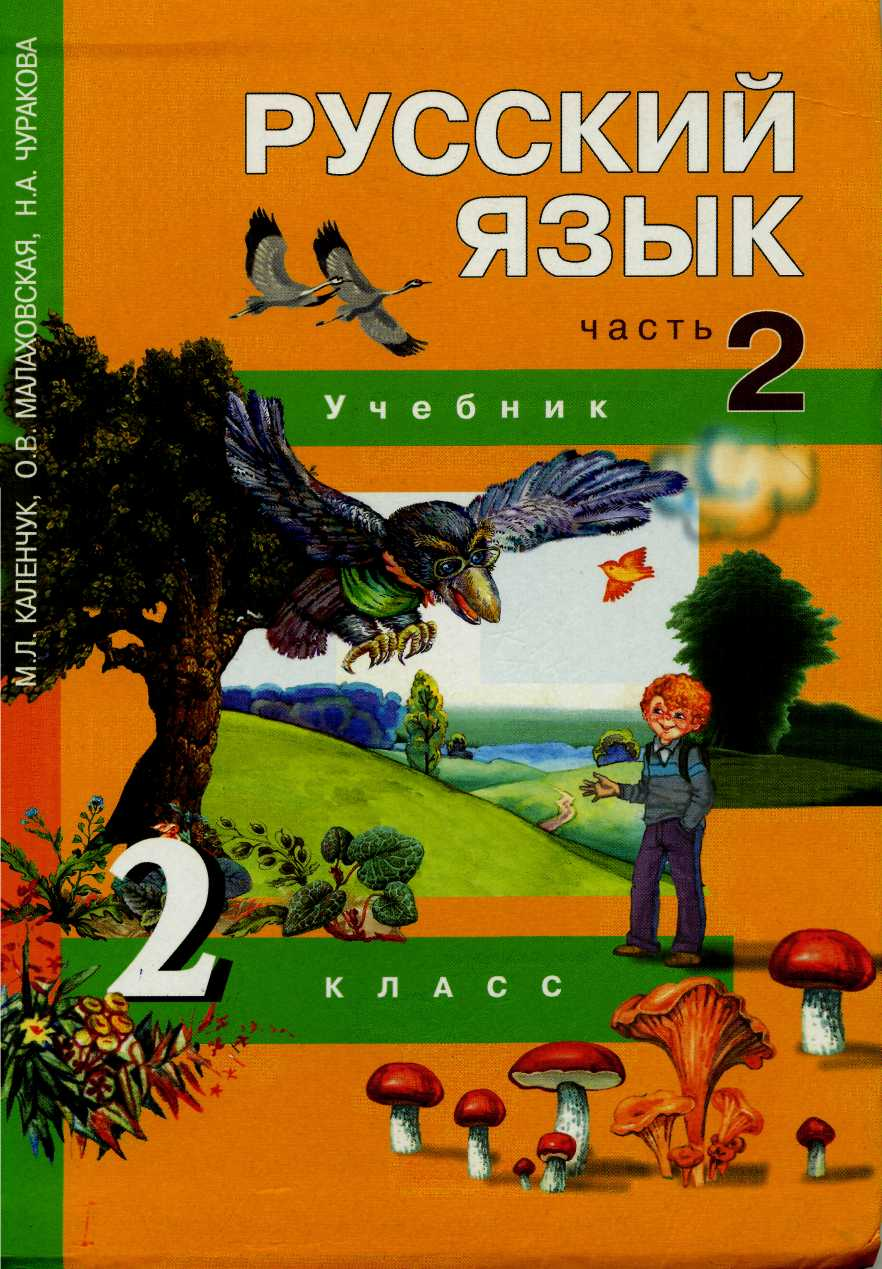 М.Л. КАЛЕНЧУК, О.В. МАЛАХОВСКАЯ, Н.А. ЧУРАКОВА
РУССКИЙ
ЯЗЫК
часть 2
Учебник
2
КЛАСС